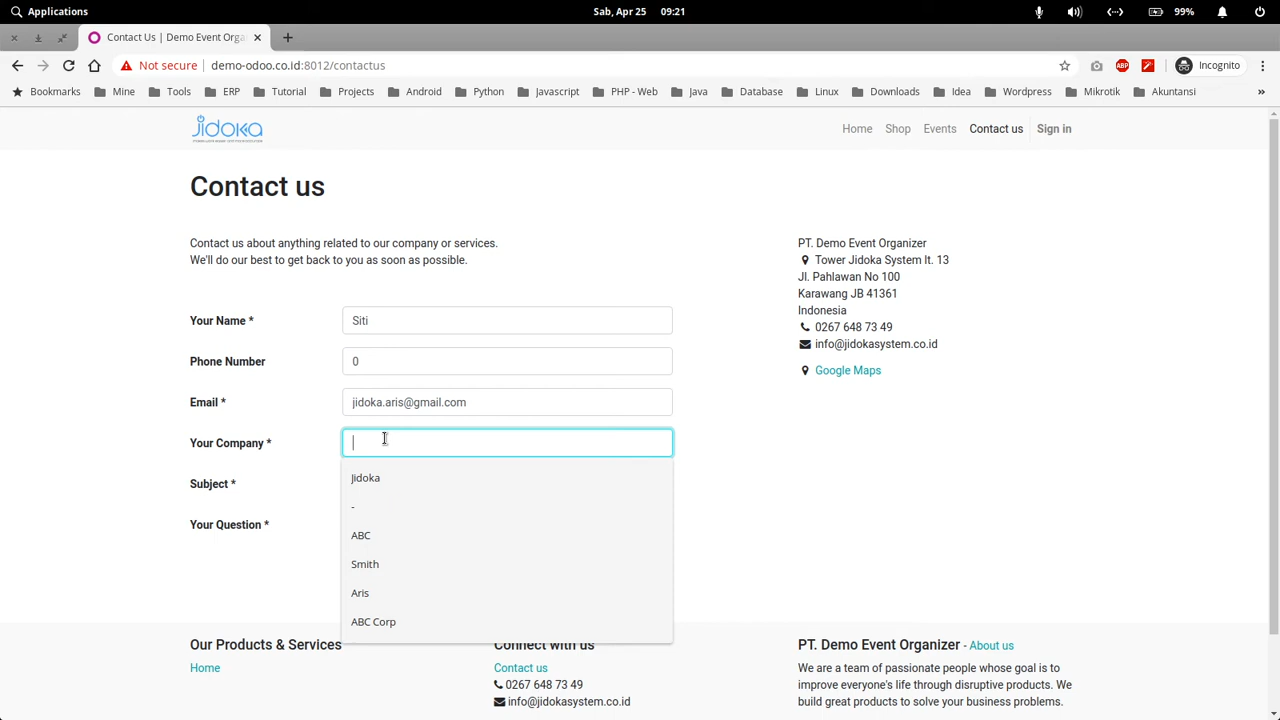 Applications
Sab, Apr 25 09:21
99%
Contact Us | Demo Event Orga
Not secure demo-odoo.co.id:8012/contactus
ABP
Incognito
Bookmarks Mine Tools ERP Tutorial Projects Android Python Javascript PHP - Web Java Database Linux Downloads Idea Wordpress Mikrotik Akuntansi »
Jidoka
Home Shop Events Contact us Sign in
Contact us
Contact us about anything related to our company or services.
We'll do our best to get back to you as soon as possible.
PT. Demo Event Organizer
Tower Jidoka System lt. 13
Jl. Pahlawan No 100
Karawang JB 41361
Indonesia
0267 648 73 49
info@jidokasystem.co.id
Google Maps
Your Name * Siti
Phone Number 0
Email * jidoka.aris@gmail.com
Your Company *
Subject *
Your Question *
Jidoka
-
ABC
Smith
Aris
ABC Corp
Our Products & Services
Home
Connect with us
Contact us
0267 648 73 49
info@jidokasystem.co.id
PT. Demo Event Organizer - About us
We are a team of passionate people whose goal is to
improve everyone's life through disruptive products. We
build great products to solve your business problems.